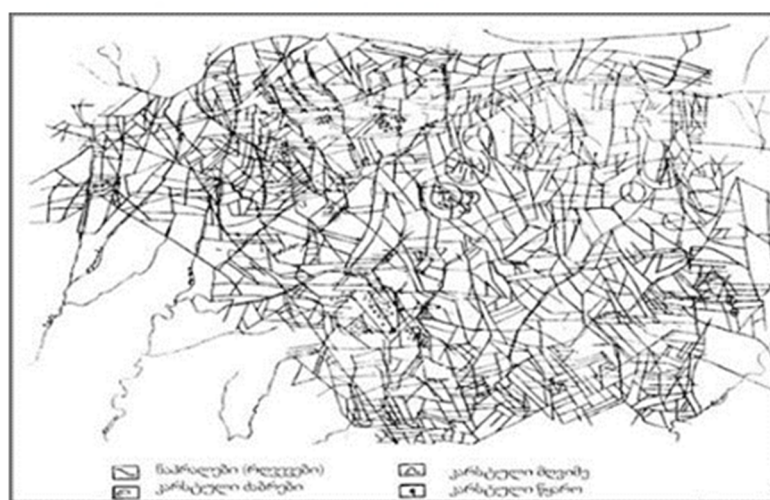 ნაპრალები (რღვევები)
კარსტული ძაბრები
კარსტული მღვიმე
კარსტული წყარო